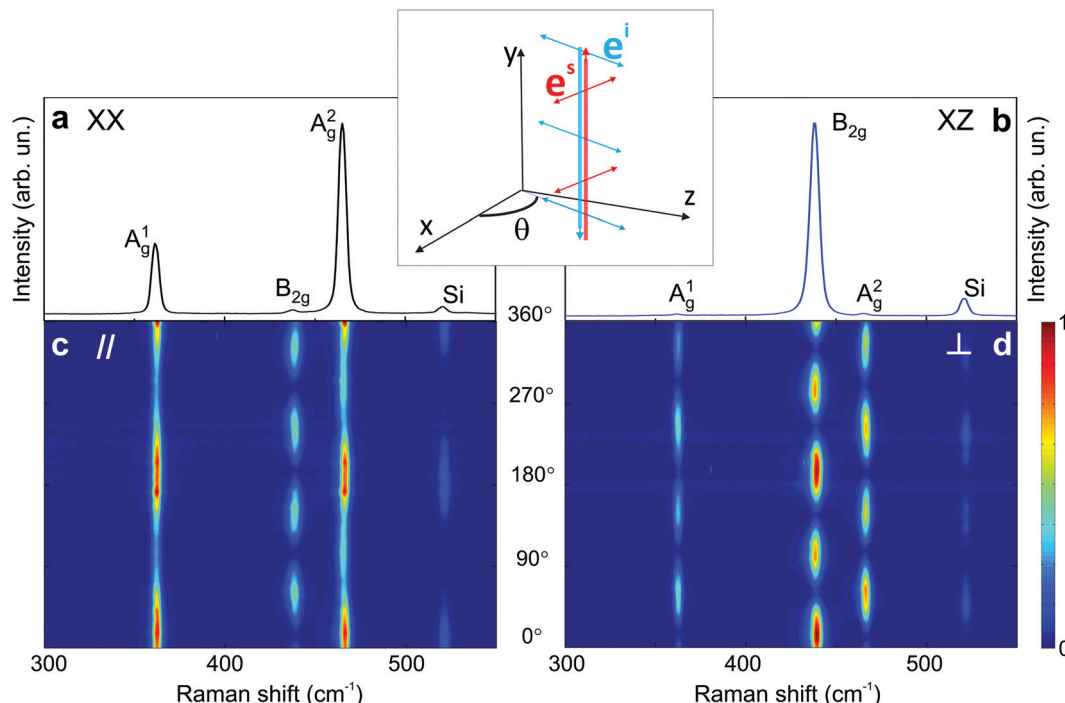 a XX
A_g^1
B_2g
A_g^2
Si
Intensity (arb. un.)
y
x
z
θ
e^i
e^s
XZ b
A_g^1
B_2g
A_g^2
Si
Intensity (arb. un.)
c //
360°
270°
180°
90°
0°
⊥ d
1
0
300 400 500
Raman shift (cm⁻¹)
300 400 500
Raman shift (cm⁻¹)